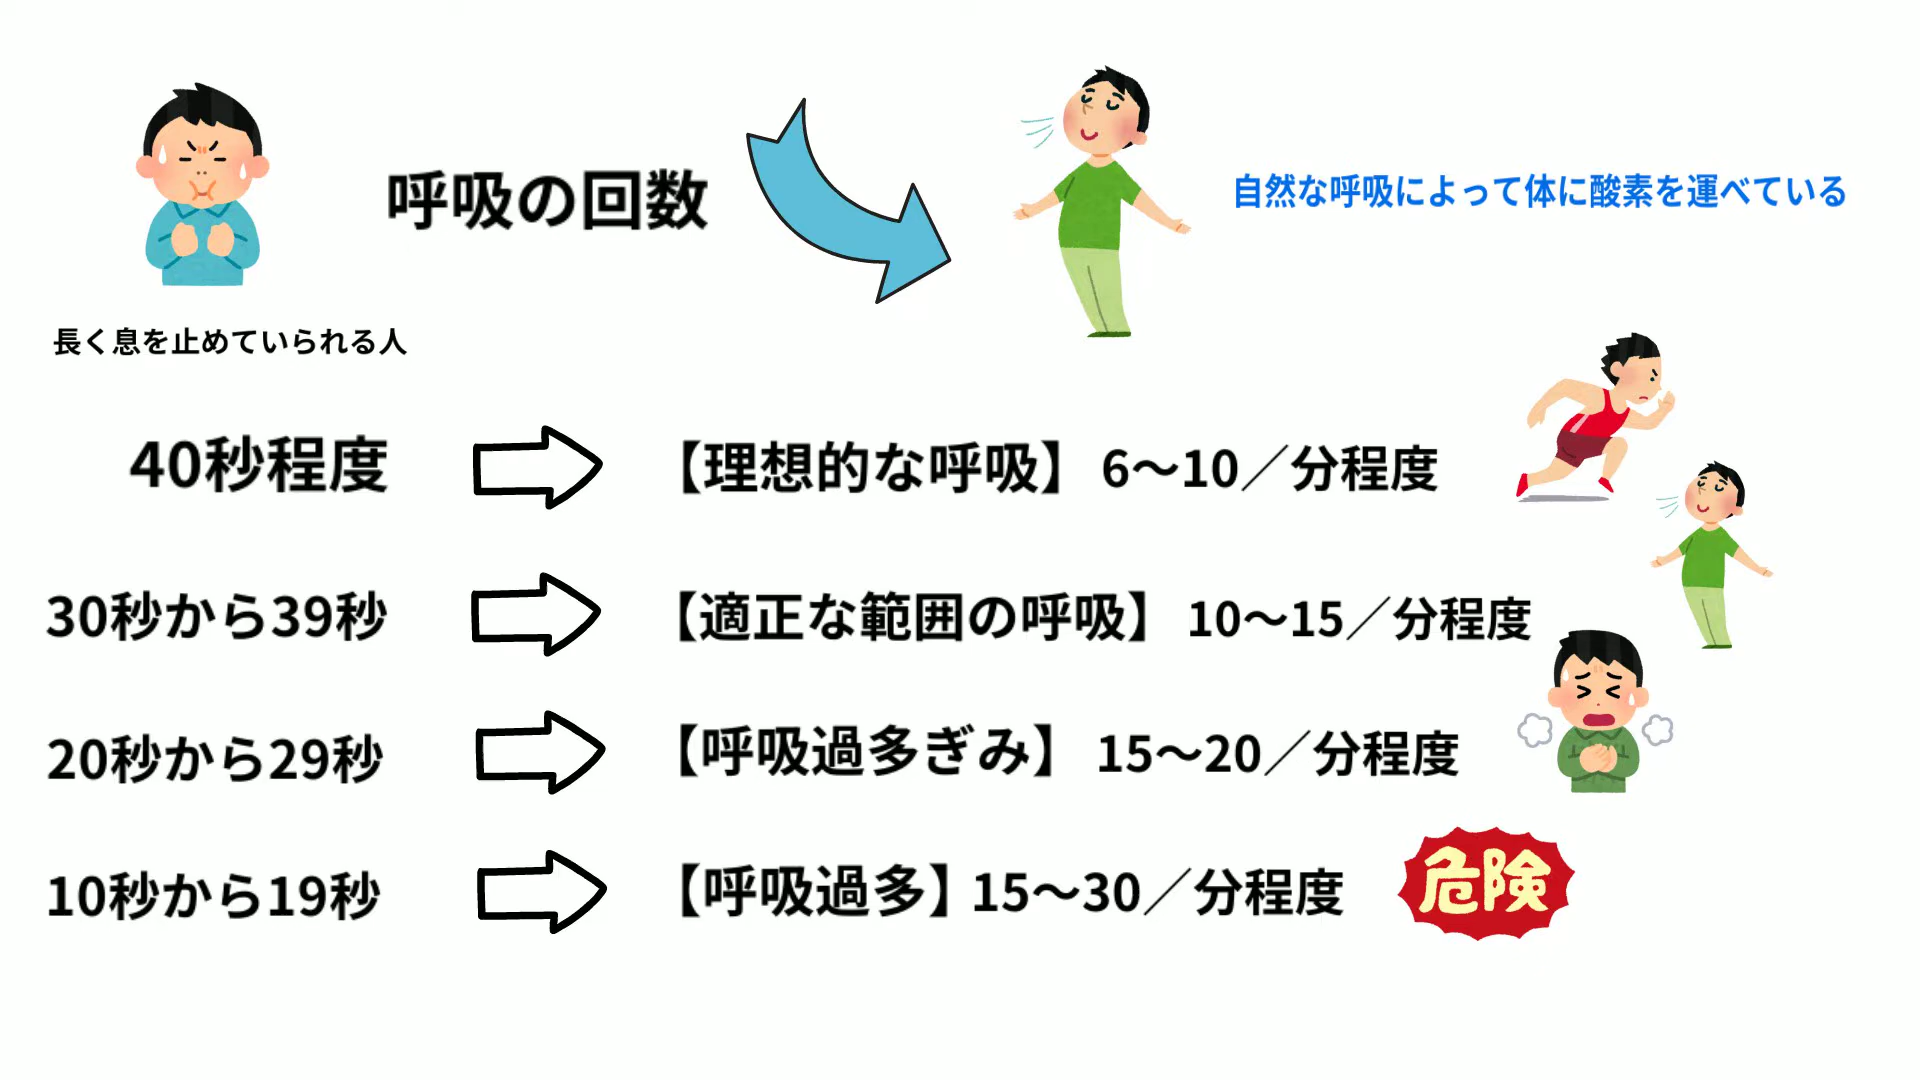 呼吸の回数
自然な呼吸によって体に酸素を運べている
長く息を止めていられる人
40秒程度 【理想的な呼吸】 6〜10／分程度
30秒から39秒 【適正な範囲の呼吸】 10〜15／分程度
20秒から29秒 【呼吸過多ぎみ】 15〜20／分程度
10秒から19秒 【呼吸過多】 15〜30／分程度 危険